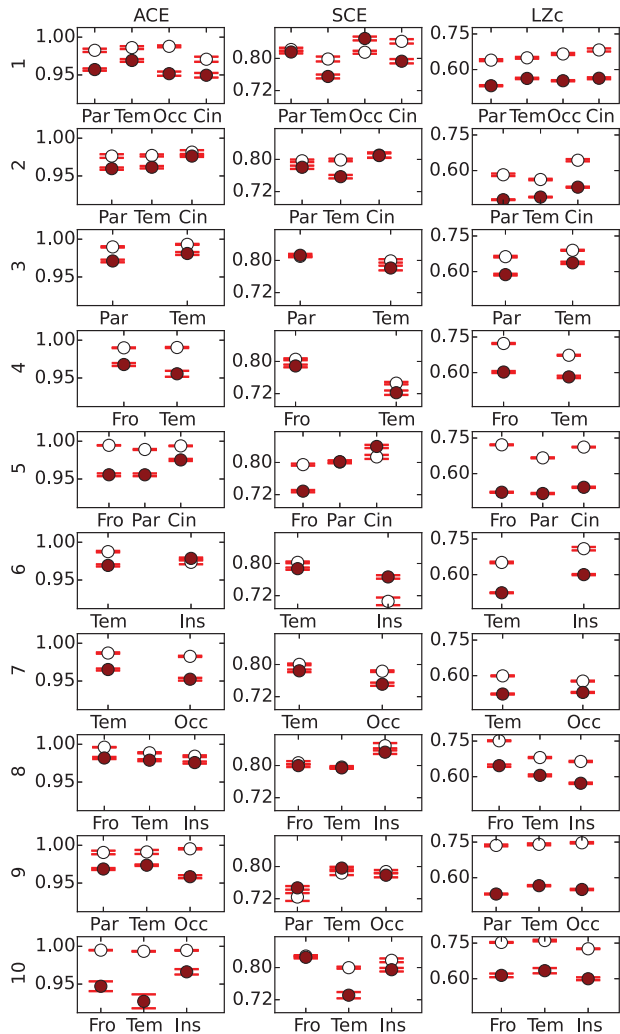 ACE SCE LZc
1 1.00 0.95 0.80 0.72 0.75 0.60
Par Tem Occ Cin Par Tem Occ Cin Par Tem Occ Cin
2 1.00 0.95 0.80 0.72 0.75 0.60
Par Tem Cin Par Tem Cin Par Tem Cin
3 1.00 0.95 0.80 0.72 0.75 0.60
Par Tem Par Tem Par Tem
4 1.00 0.95 0.80 0.72 0.75 0.60
Fro Tem Fro Tem Fro Tem
5 1.00 0.95 0.80 0.72 0.75 0.60
Fro Par Cin Fro Par Cin Fro Par Cin
6 1.00 0.95 0.80 0.72 0.75 0.60
Tem Ins Tem Ins Tem Ins
7 1.00 0.95 0.80 0.72 0.75 0.60
Tem Occ Tem Occ Tem Occ
8 1.00 0.95 0.80 0.72 0.75 0.60
Fro Tem Ins Fro Tem Ins Fro Tem Ins
9 1.00 0.95 0.80 0.72 0.75 0.60
Par Tem Occ Par Tem Occ Par Tem Occ
10 1.00 0.95 0.80 0.72 0.75 0.60
Fro Tem Ins Fro Tem Ins Fro Tem Ins